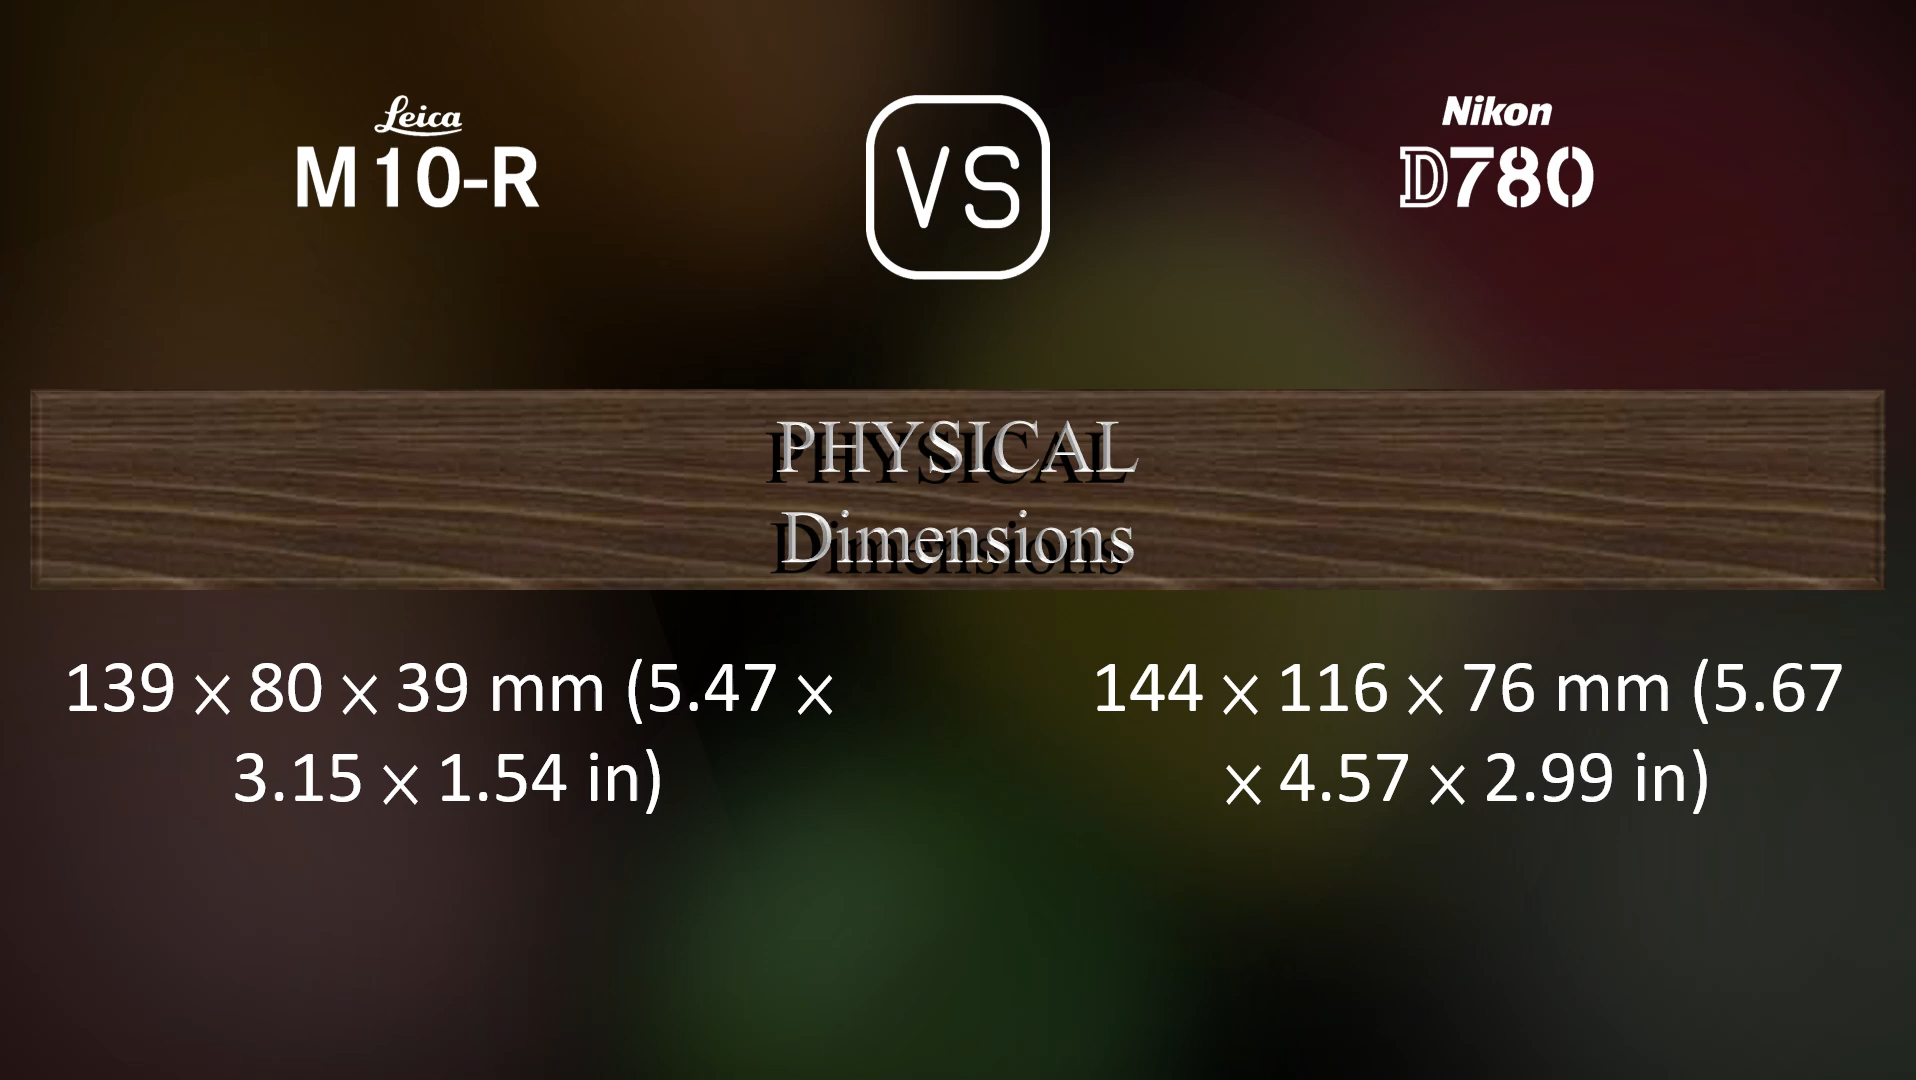 Leica
M10-R
VS
Nikon
D780
PHYSICAL
Dimensions
139 x 80 x 39 mm (5.47 x
3.15 x 1.54 in)
144 x 116 x 76 mm (5.67
x 4.57 x 2.99 in)